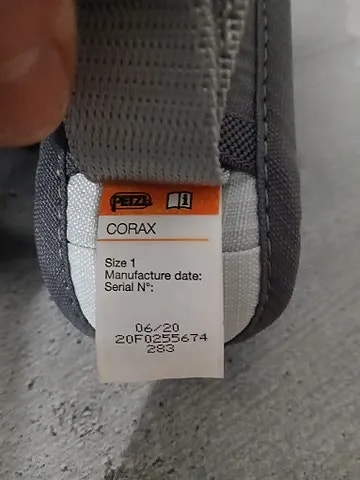 PETZL
CORAX
Size 1
Manufacture date:
Serial N°:
06/20
20F0255674
283